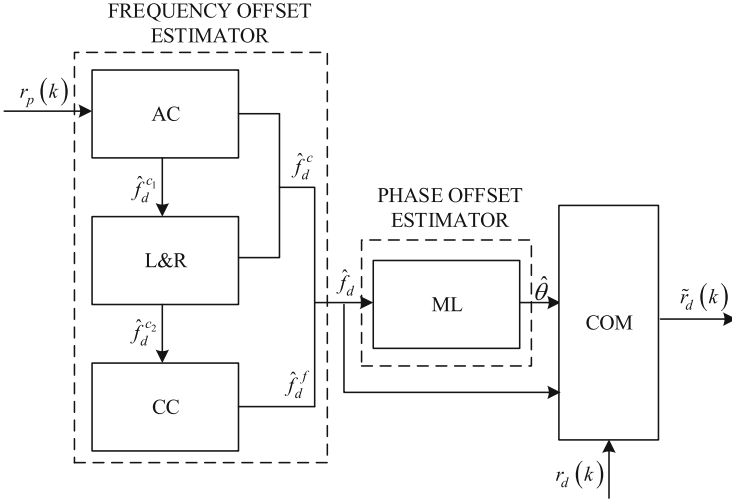 FREQUENCY OFFSET
ESTIMATOR
r_p(k)
AC
f̂_d^{c_1}
f̂_d^c
L&R
f̂_d^{c_2}
CC
f̂_d^f
f̂_d
PHASE OFFSET
ESTIMATOR
ML
θ̂
COM
r̃_d(k)
r_d(k)